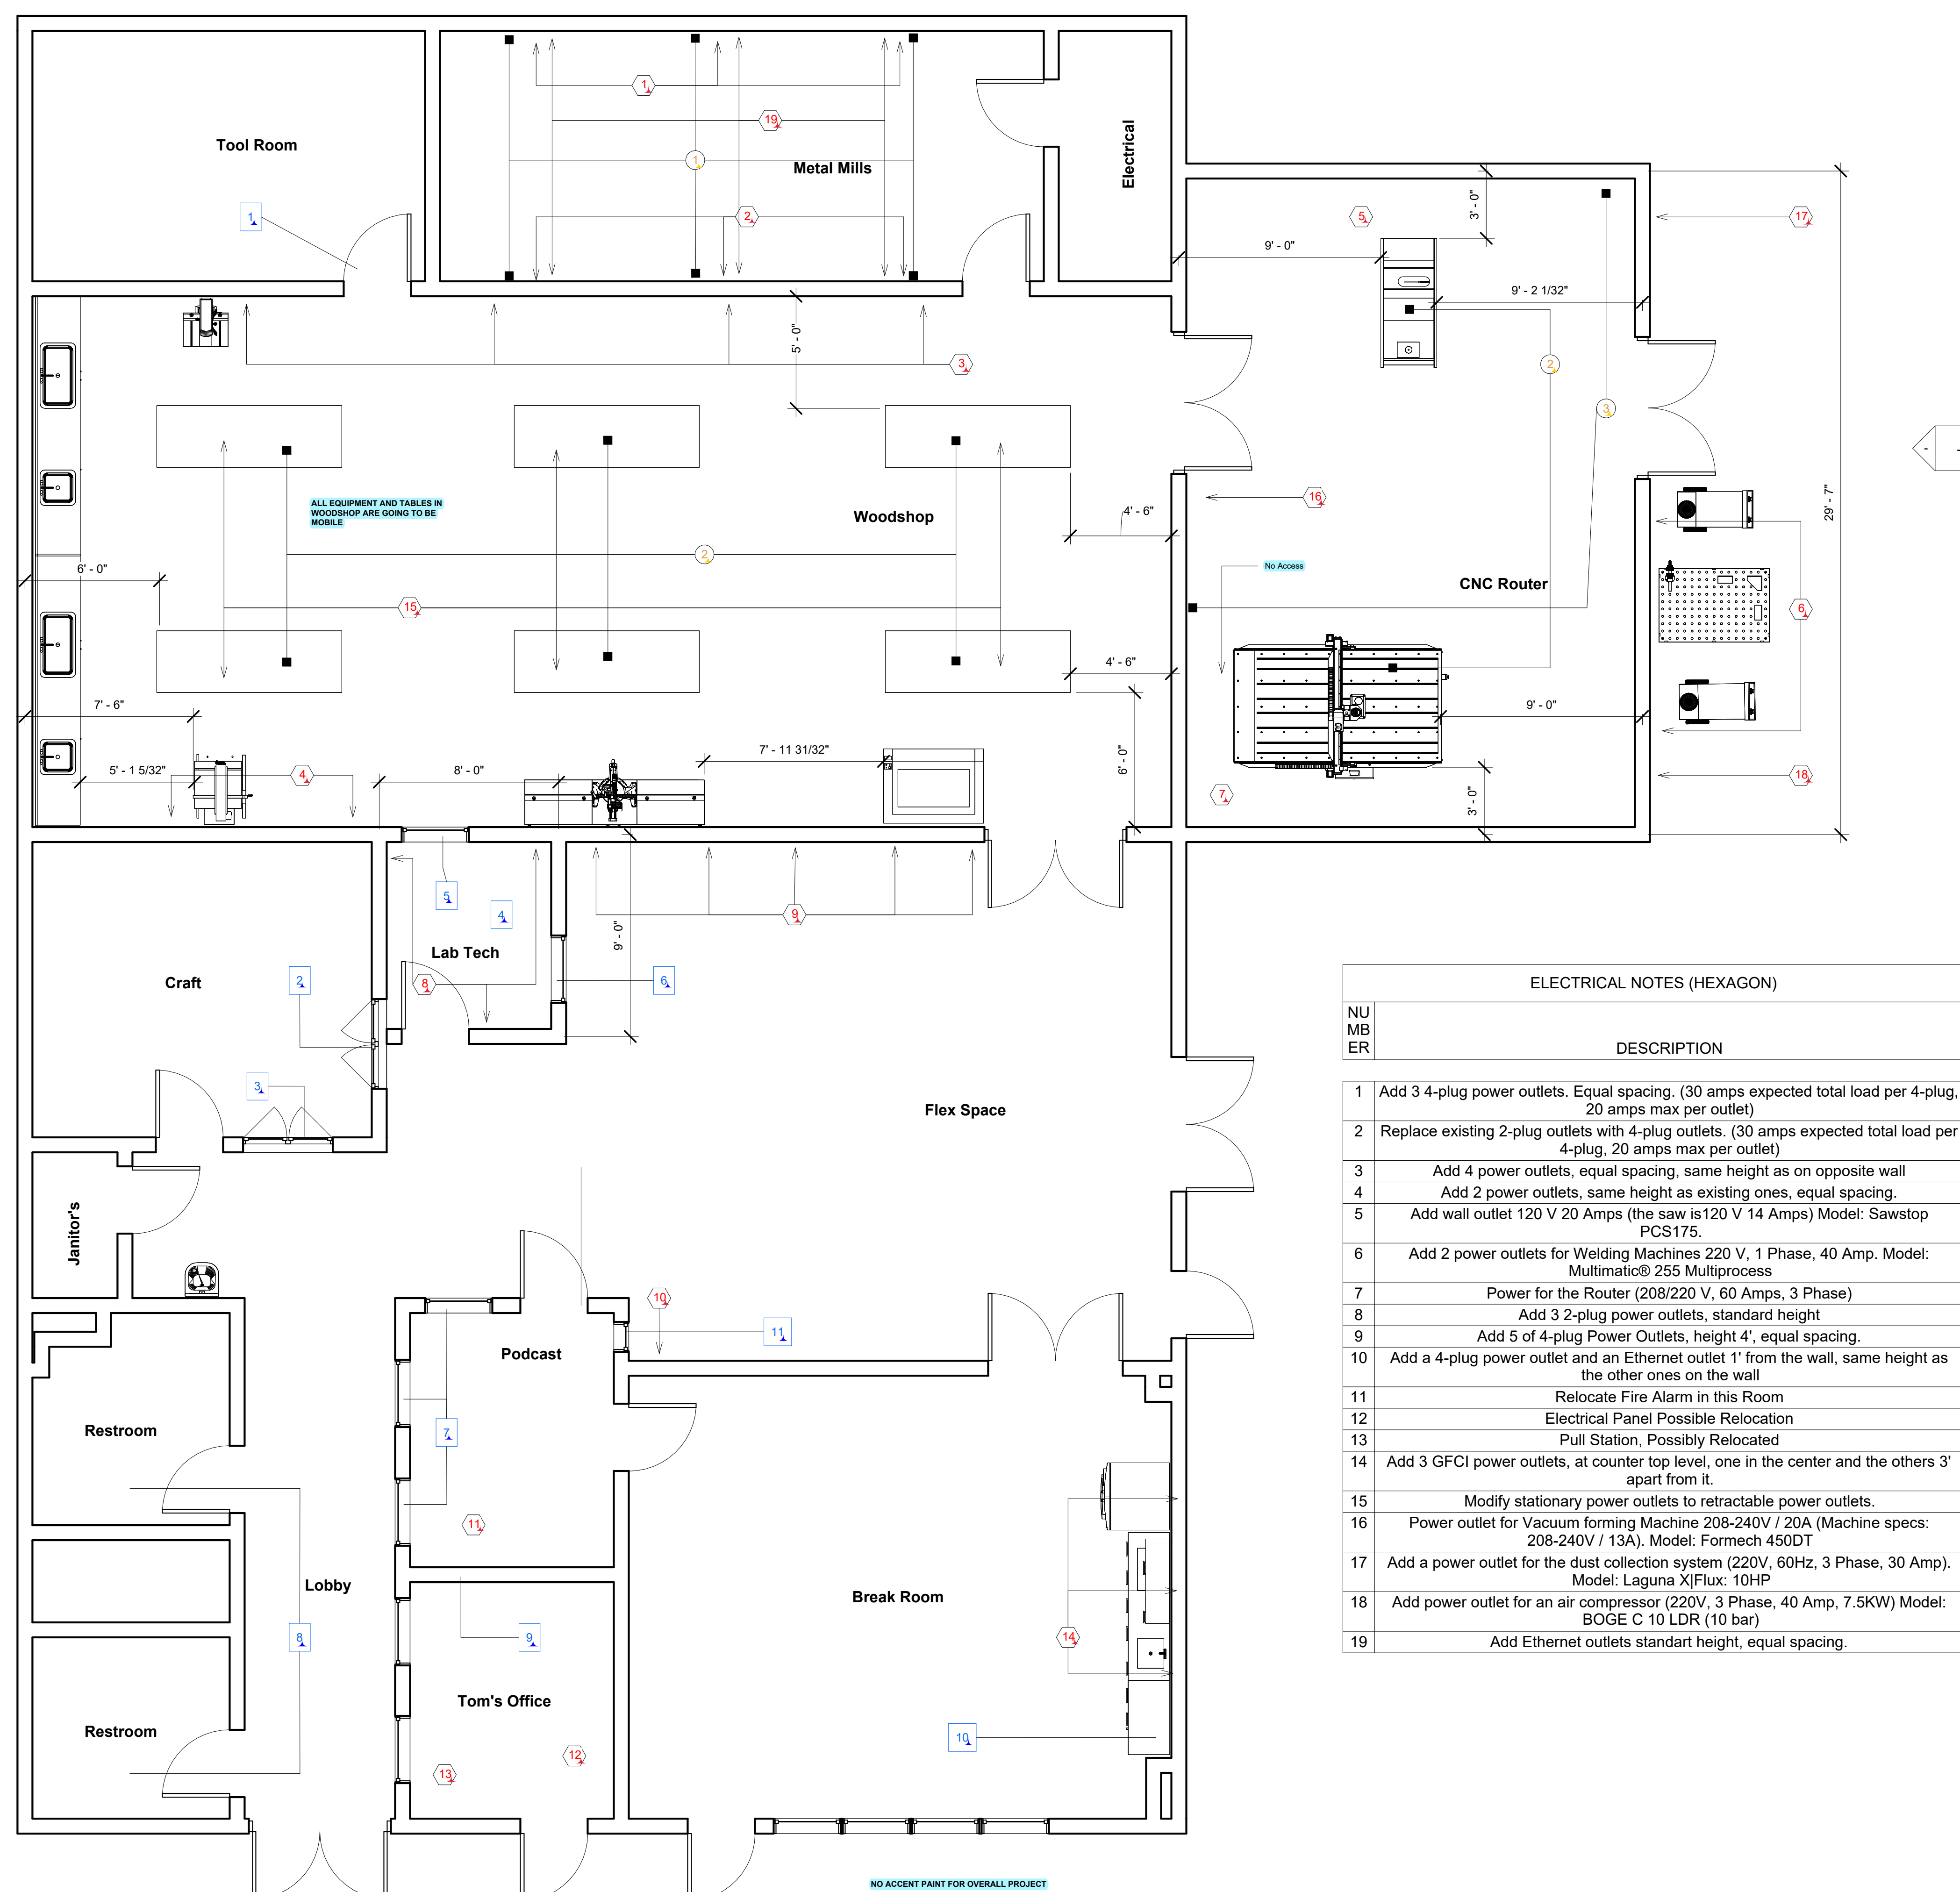 1
19
Tool Room
Metal Mills
Electrical
1
1
2
5
17
3' - 0"
9' - 0"
9' - 2 1/32"
5' - 0"
3
2
3
ALL EQUIPMENT AND TABLES IN
WOODSHOP ARE GOING TO BE
MOBILE
Woodshop
4' - 6"
16
29' - 7"
-
2
No Access
6' - 0"
CNC Router
15
6
4' - 6"
7' - 6"
9' - 0"
7' - 11 31/32"
6' - 0"
5' - 1 5/32"
4
8' - 0"
18
7
3' - 0"
5
4
9
9' - 0"
Lab Tech
Craft
2
8
6
3
Flex Space
Janitor's
10
11
Podcast
Restroom
7
11
Lobby
Break Room
8
9
14
Tom's Office
Restroom
10
12
13
NO ACCENT PAINT FOR OVERALL PROJECT
ELECTRICAL NOTES (HEXAGON)
NU
MB
ER
DESCRIPTION
1 Add 3 4-plug power outlets. Equal spacing. (30 amps expected total load per 4-plug,
20 amps max per outlet)
2 Replace existing 2-plug outlets with 4-plug outlets. (30 amps expected total load per
4-plug, 20 amps max per outlet)
3 Add 4 power outlets, equal spacing, same height as on opposite wall
4 Add 2 power outlets, same height as existing ones, equal spacing.
5 Add wall outlet 120 V 20 Amps (the saw is120 V 14 Amps) Model: Sawstop
PCS175.
6 Add 2 power outlets for Welding Machines 220 V, 1 Phase, 40 Amp. Model:
Multimatic® 255 Multiprocess
7 Power for the Router (208/220 V, 60 Amps, 3 Phase)
8 Add 3 2-plug power outlets, standard height
9 Add 5 of 4-plug Power Outlets, height 4', equal spacing.
10 Add a 4-plug power outlet and an Ethernet outlet 1' from the wall, same height as
the other ones on the wall
11 Relocate Fire Alarm in this Room
12 Electrical Panel Possible Relocation
13 Pull Station, Possibly Relocated
14 Add 3 GFCI power outlets, at counter top level, one in the center and the others 3'
apart from it.
15 Modify stationary power outlets to retractable power outlets.
16 Power outlet for Vacuum forming Machine 208-240V / 20A (Machine specs:
208-240V / 13A). Model: Formech 450DT
17 Add a power outlet for the dust collection system (220V, 60Hz, 3 Phase, 30 Amp).
Model: Laguna X|Flux: 10HP
18 Add power outlet for an air compressor (220V, 3 Phase, 40 Amp, 7.5KW) Model:
BOGE C 10 LDR (10 bar)
19 Add Ethernet outlets standart height, equal spacing.